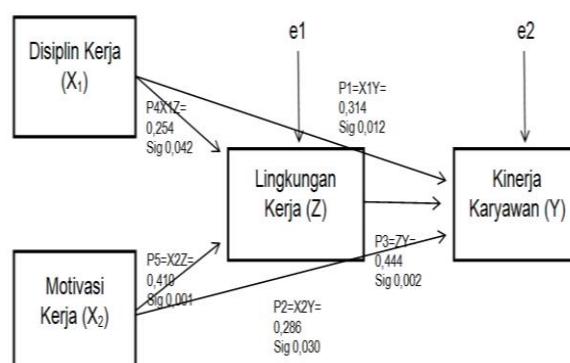 Disiplin Kerja
(X₁)
e1
e2
P4X1Z=
0,254
Sig 0,042
P1=X1Y=
0,314
Sig 0,012
Lingkungan
Kerja (Z)
Kinerja
Karyawan (Y)
P3=ZY=
0,444
Sig 0,002
P5=X2Z=
0,410
Sig 0,001
Motivasi
Kerja (X₂)
P2=X2Y=
0,286
Sig 0,030